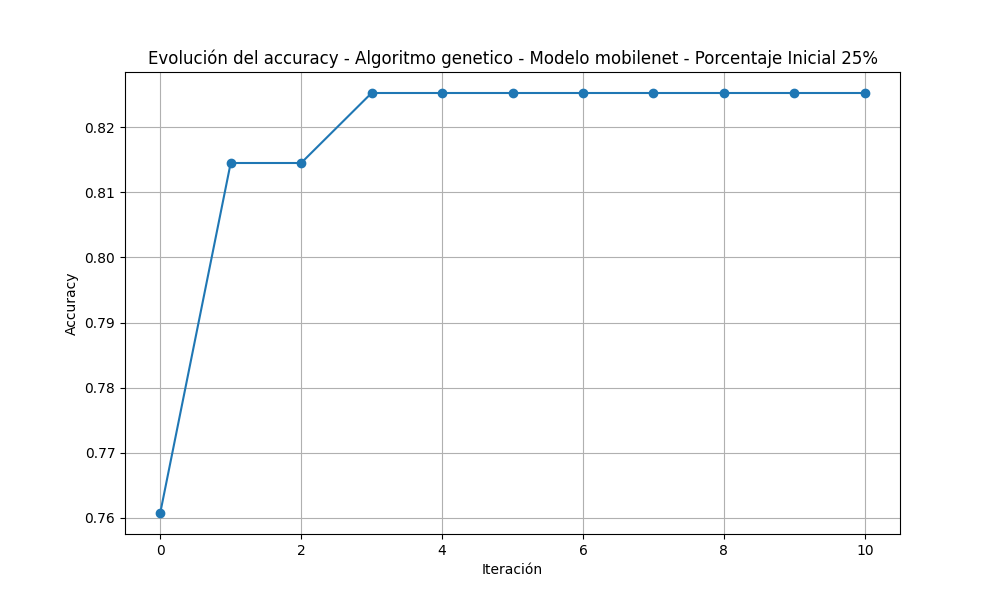 Evolución del accuracy - Algoritmo genetico - Modelo mobilenet - Porcentaje Inicial 25%
0.82
0.81
0.80
0.79
0.78
0.77
0.76
Accuracy
0 2 4 6 8 10
Iteración